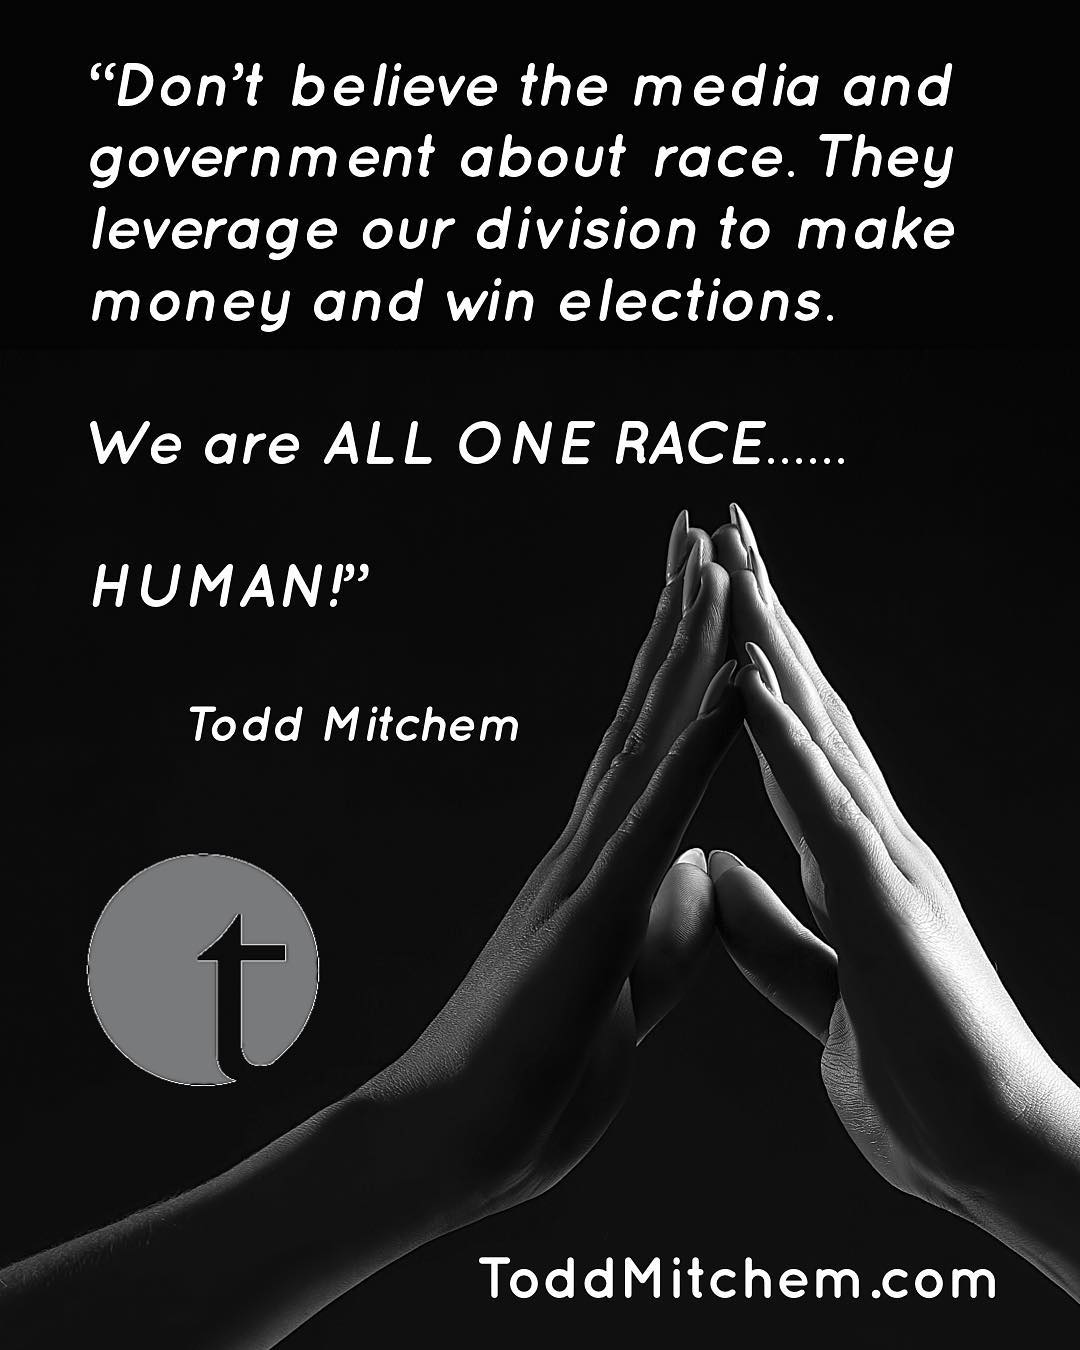 “Don’t believe the media and
government about race. They
leverage our division to make
money and win elections.
We are ALL ONE RACE......
HUMAN!”
Todd Mitchem
t
ToddMitchem.com